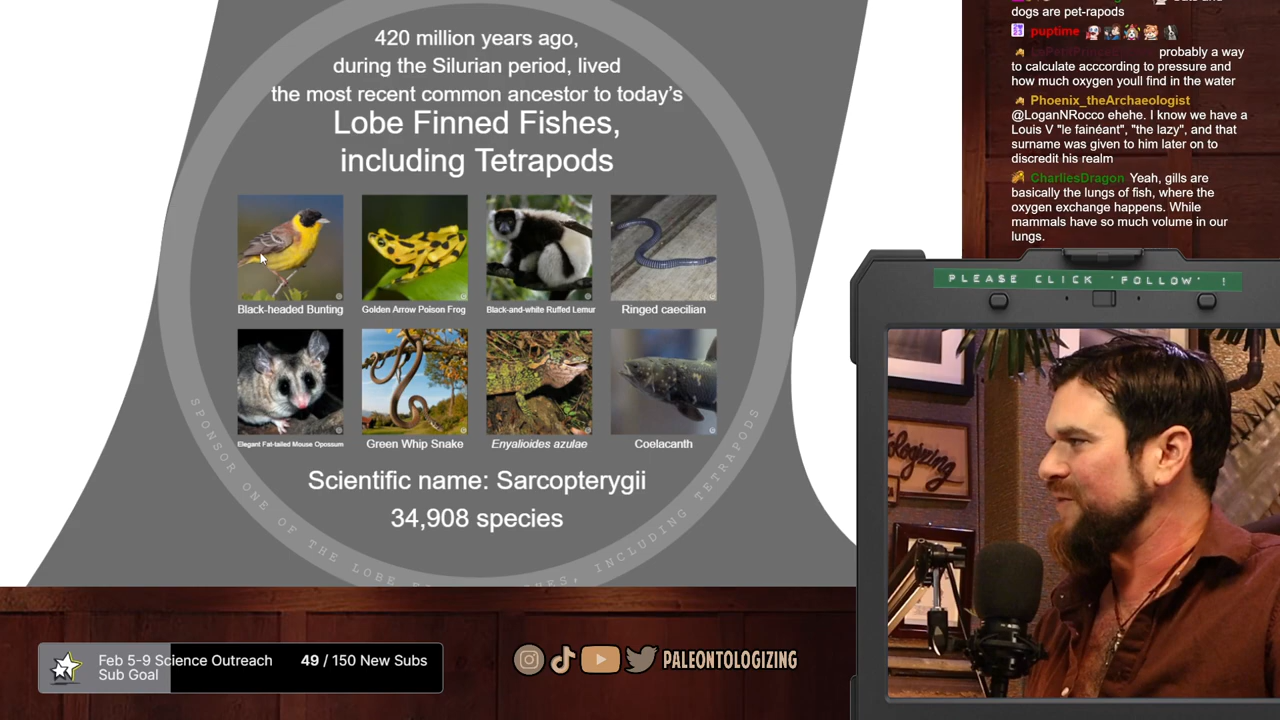 420 million years ago,
during the Silurian period, lived
the most recent common ancestor to today's
Lobe Finned Fishes,
including Tetrapods
Black-headed Bunting
Golden Arrow Poison Frog
Black-and-white Ruffed Lemur
Ringed caecilian
Elegant Fat-tailed Mouse Opossum
Green Whip Snake
Enyalioides azulae
Coelacanth
Scientific name: Sarcopterygii
34,908 species
SPONSOR ONE OF THE LOBE
INCLUDING TETRAPODS
dogs are pet-rapods
puptime
probably a way
to calculate acccording to pressure and
how much oxygen youll find in the water
Phoenix_theArchaeologist
@LoganNRocco ehehe. I know we have a
Louis V "le fainéant", "the lazy", and that
surname was given to him later on to
discredit his realm
CharliesDragon Yeah, gills are
basically the lungs of fish, where the
oxygen exchange happens. While
mammals have so much volume in our
lungs.
PLEASE CLICK "FOLLOW" !
ologizing
Feb 5-9 Science Outreach
Sub Goal
49 / 150 New Subs
PALEONTOLOGIZING